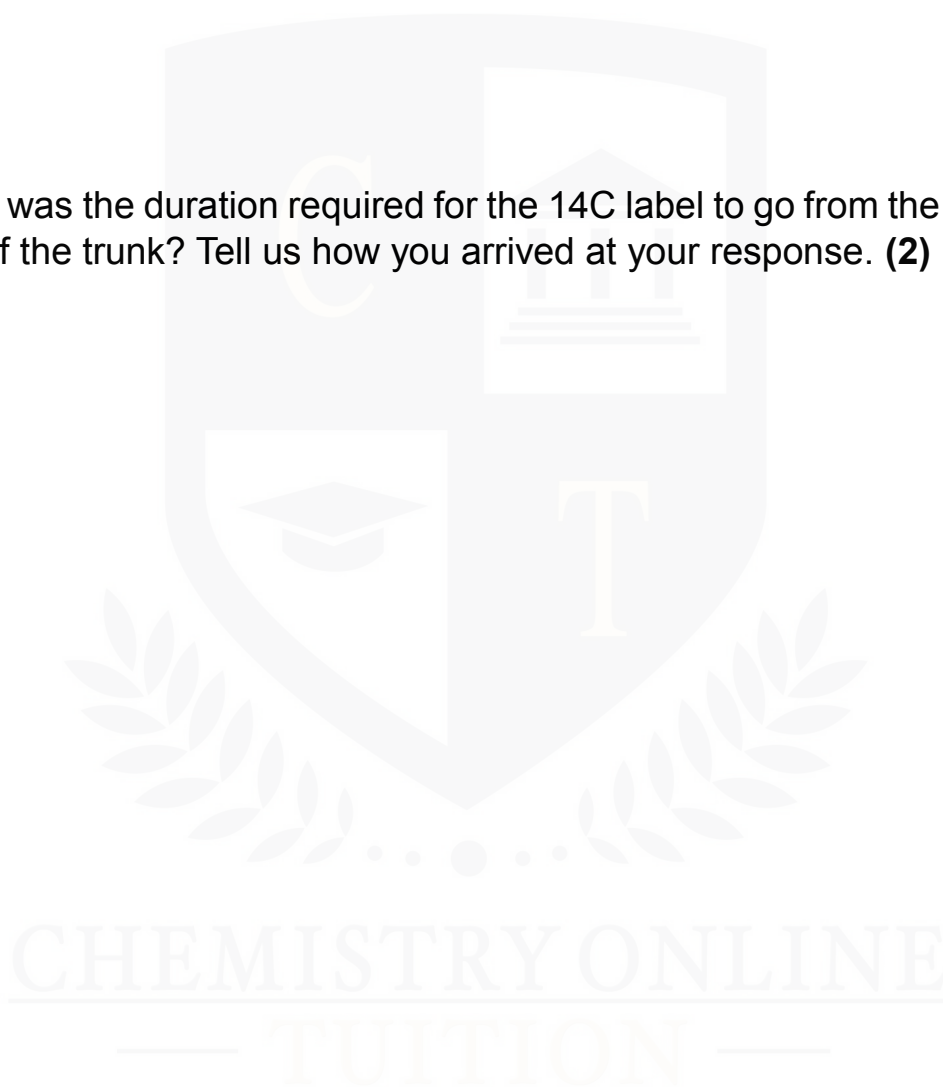 was the duration required for the 14C label to go from the
f the trunk? Tell us how you arrived at your response. (2)
C
T
CHEMISTRY ONLINE
TUITION